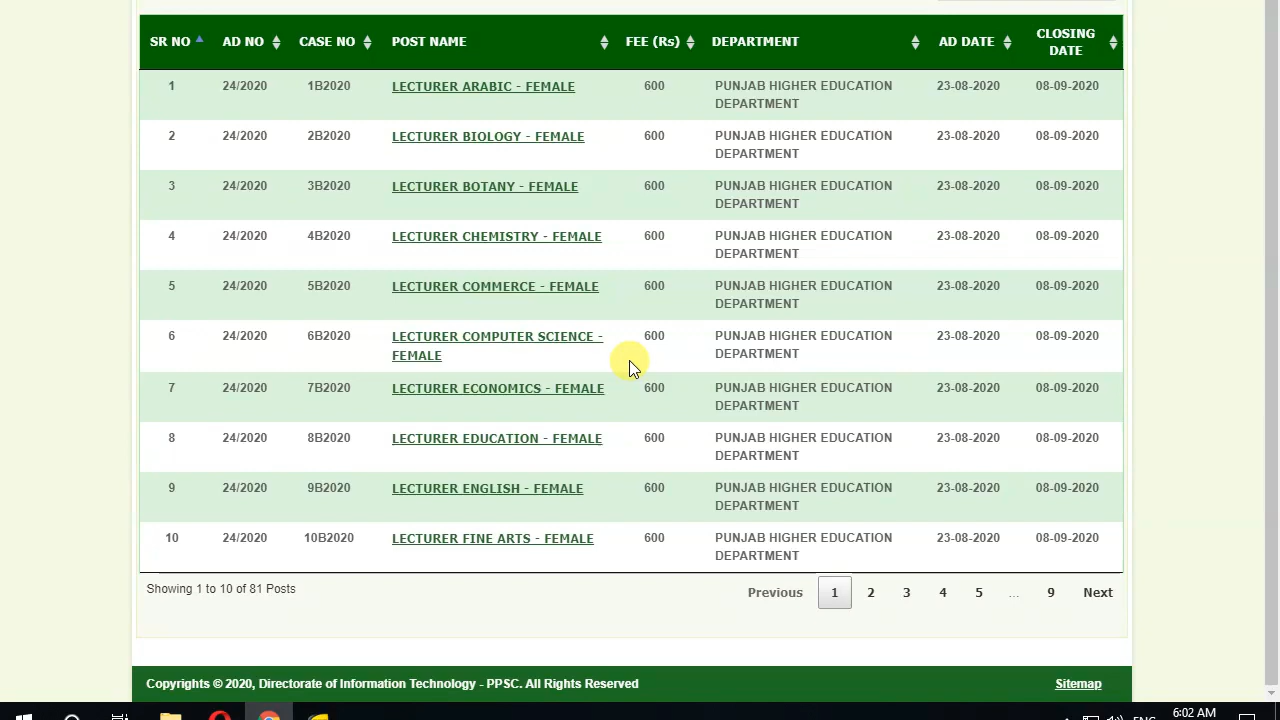 SR NO AD NO CASE NO POST NAME FEE (Rs) DEPARTMENT AD DATE CLOSING DATE
1 24/2020 1B2020 LECTURER ARABIC - FEMALE 600 PUNJAB HIGHER EDUCATION DEPARTMENT 23-08-2020 08-09-2020
2 24/2020 2B2020 LECTURER BIOLOGY - FEMALE 600 PUNJAB HIGHER EDUCATION DEPARTMENT 23-08-2020 08-09-2020
3 24/2020 3B2020 LECTURER BOTANY - FEMALE 600 PUNJAB HIGHER EDUCATION DEPARTMENT 23-08-2020 08-09-2020
4 24/2020 4B2020 LECTURER CHEMISTRY - FEMALE 600 PUNJAB HIGHER EDUCATION DEPARTMENT 23-08-2020 08-09-2020
5 24/2020 5B2020 LECTURER COMMERCE - FEMALE 600 PUNJAB HIGHER EDUCATION DEPARTMENT 23-08-2020 08-09-2020
6 24/2020 6B2020 LECTURER COMPUTER SCIENCE - FEMALE 600 PUNJAB HIGHER EDUCATION DEPARTMENT 23-08-2020 08-09-2020
7 24/2020 7B2020 LECTURER ECONOMICS - FEMALE 600 PUNJAB HIGHER EDUCATION DEPARTMENT 23-08-2020 08-09-2020
8 24/2020 8B2020 LECTURER EDUCATION - FEMALE 600 PUNJAB HIGHER EDUCATION DEPARTMENT 23-08-2020 08-09-2020
9 24/2020 9B2020 LECTURER ENGLISH - FEMALE 600 PUNJAB HIGHER EDUCATION DEPARTMENT 23-08-2020 08-09-2020
10 24/2020 10B2020 LECTURER FINE ARTS - FEMALE 600 PUNJAB HIGHER EDUCATION DEPARTMENT 23-08-2020 08-09-2020
Showing 1 to 10 of 81 Posts Previous 1 2 3 4 5 ... 9 Next
Copyrights © 2020, Directorate of Information Technology - PPSC. All Rights Reserved Sitemap
6:02 AM